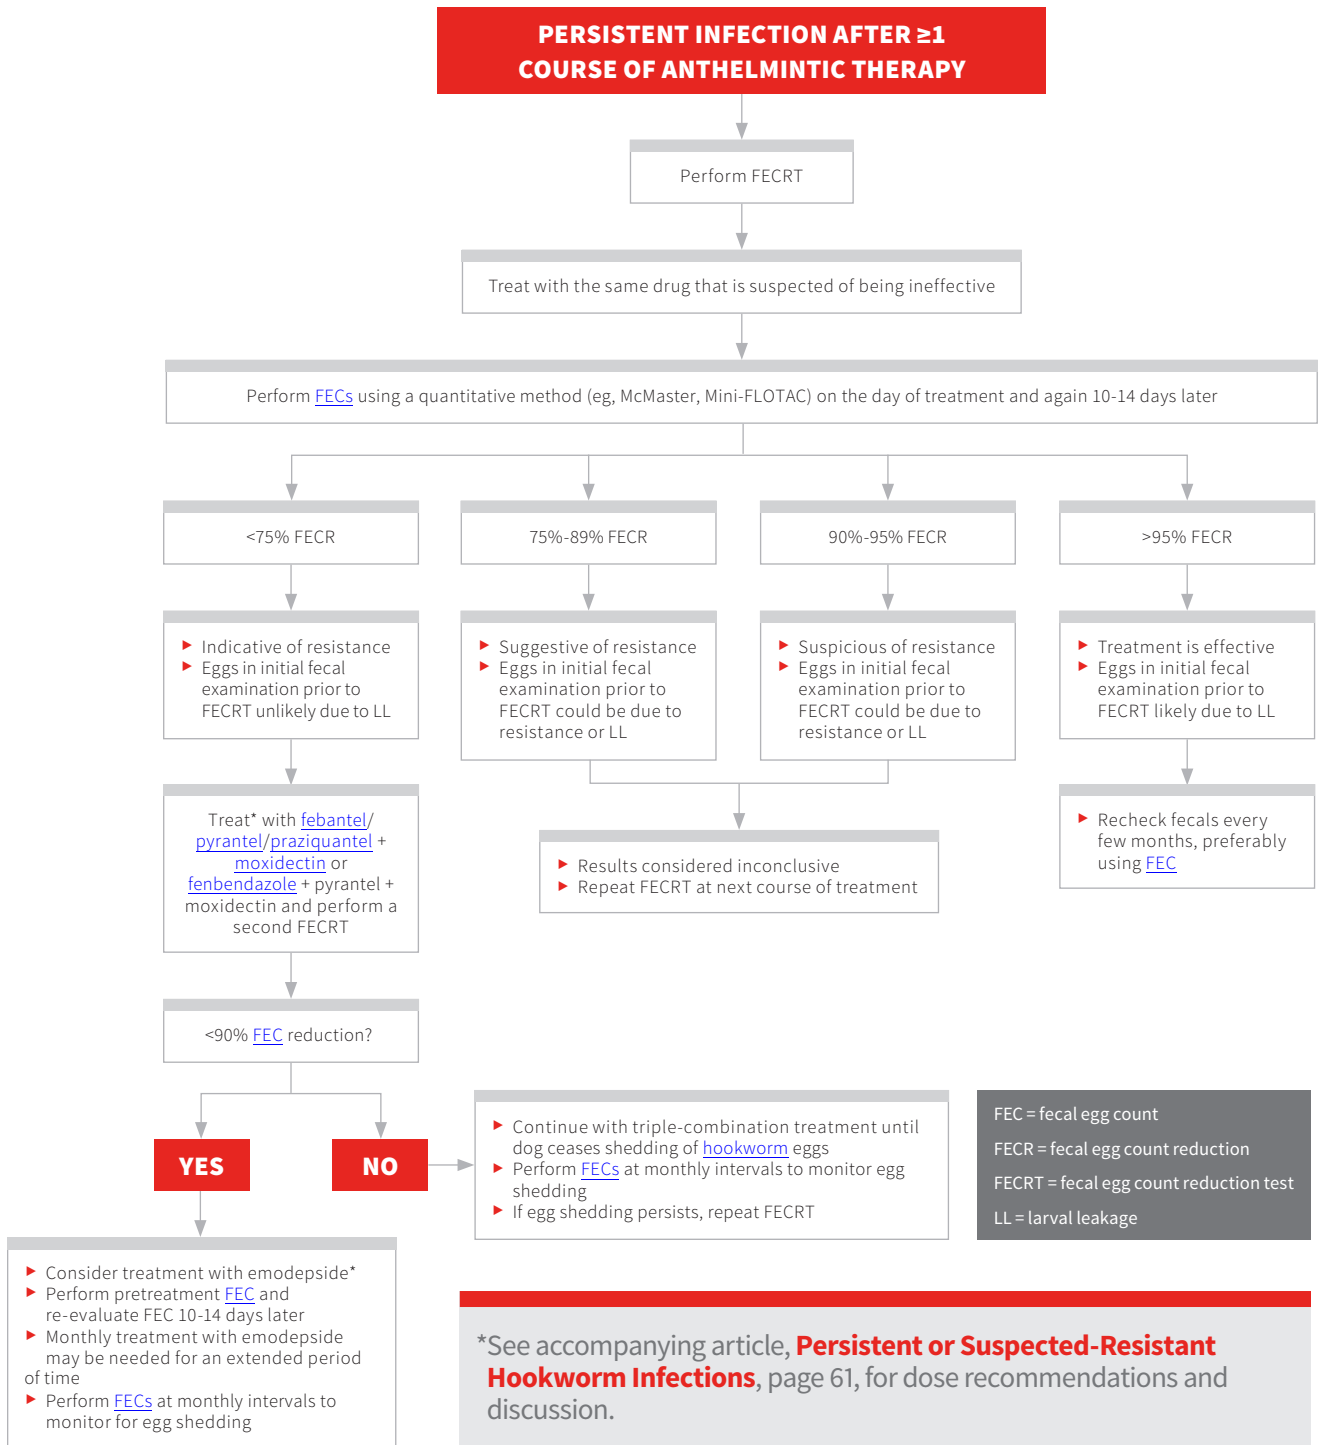 PERSISTENT INFECTION AFTER ≥1
COURSE OF ANTHELMINTIC THERAPY
Perform FECRT
Treat with the same drug that is suspected of being ineffective
Perform FECs using a quantitative method (eg, McMaster, Mini-FLOTAC) on the day of treatment and again 10-14 days later
<75% FECR
75%-89% FECR
90%-95% FECR
>95% FECR
► Indicative of resistance
► Eggs in initial fecal
examination prior to
FECRT unlikely due to LL
► Suggestive of resistance
► Eggs in initial fecal
examination prior to
FECRT could be due to
resistance or LL
► Suspicious of resistance
► Eggs in initial fecal
examination prior to
FECRT could be due to
resistance or LL
► Treatment is effective
► Eggs in initial fecal
examination prior to
FECRT likely due to LL
Treat* with febantel/
pyrantel/praziquantel +
moxidectin or
fenbendazole + pyrantel +
moxidectin and perform a
second FECRT
► Results considered inconclusive
► Repeat FECRT at next course of treatment
► Recheck fecals every
few months, preferably
using FEC
<90% FEC reduction?
YES
NO
► Continue with triple-combination treatment until
dog ceases shedding of hookworm eggs
► Perform FECs at monthly intervals to monitor egg
shedding
► If egg shedding persists, repeat FECRT
FEC = fecal egg count
FECR = fecal egg count reduction
FECRT = fecal egg count reduction test
LL = larval leakage
► Consider treatment with emodepside*
► Perform pretreatment FEC and
re-evaluate FEC 10-14 days later
► Monthly treatment with emodepside
may be needed for an extended period
of time
► Perform FECs at monthly intervals to
monitor for egg shedding
*See accompanying article, Persistent or Suspected-Resistant
Hookworm Infections, page 61, for dose recommendations and
discussion.